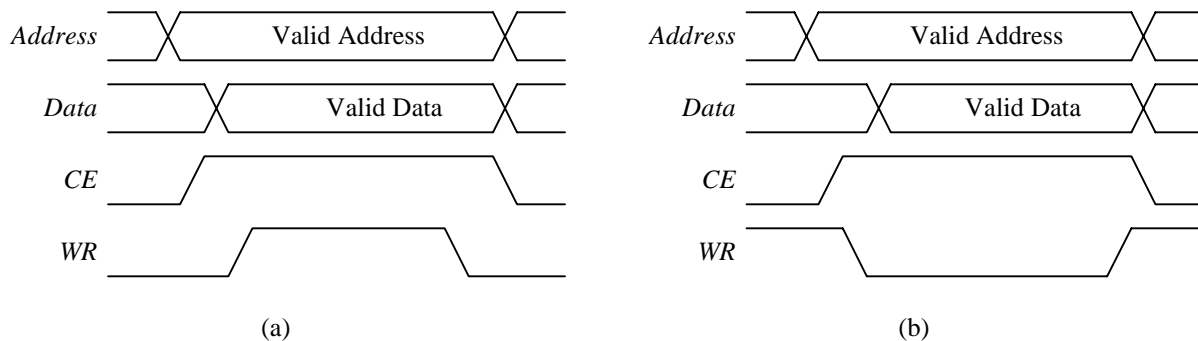 Address
Valid Address
Data
Valid Data
CE
WR
(a)
Address
Valid Address
Data
Valid Data
CE
WR
(b)